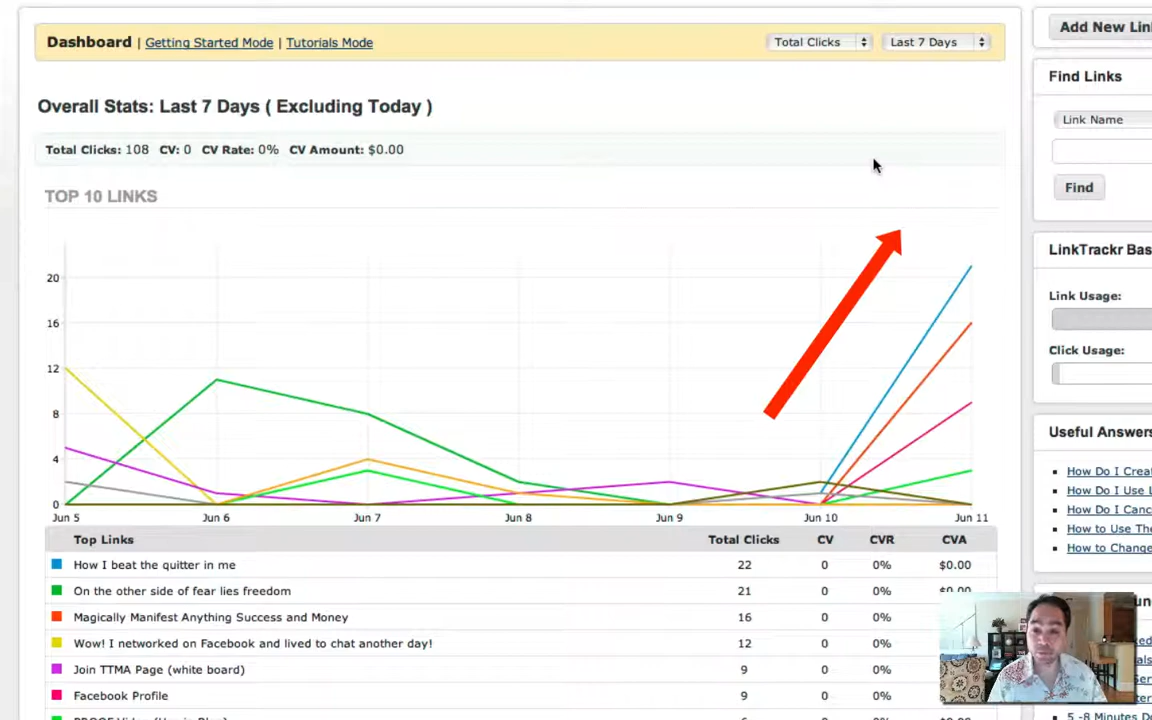 Dashboard | Getting Started Mode | Tutorials Mode
Total Clicks
Last 7 Days
Overall Stats: Last 7 Days ( Excluding Today )
Total Clicks: 108 CV: 0 CV Rate: 0% CV Amount: $0.00
TOP 10 LINKS
20
16
12
8
4
0
Jun 5 Jun 6 Jun 7 Jun 8 Jun 9 Jun 10 Jun 11
Top Links Total Clicks CV CVR CVA
How I beat the quitter in me 22 0 0% $0.00
On the other side of fear lies freedom 21 0 0% $0.00
Magically Manifest Anything Success and Money 16 0 0%
Wow! I networked on Facebook and lived to chat another day! 12 0 0%
Join TTMA Page (white board) 9 0 0%
Facebook Profile 9 0 0%
Add New Lin
Find Links
Link Name
Find
LinkTrackr Bas
Link Usage:
Click Usage:
Useful Answers
How Do I Crea
How Do I Use L
How Do I Canc
How to Use The
How to Change
5 -8 Minutes D